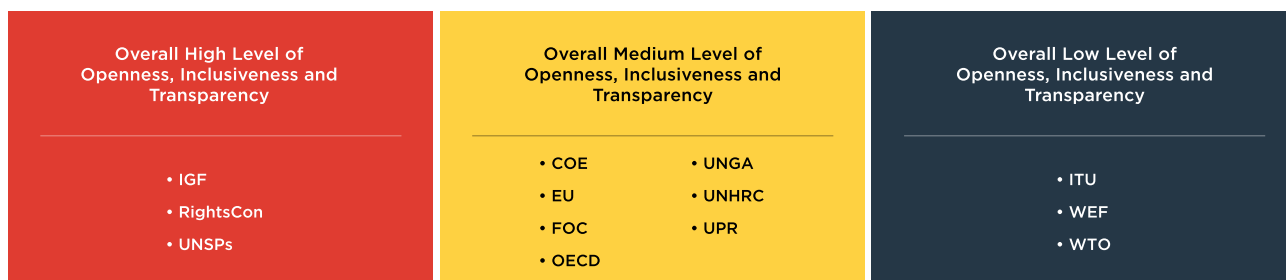 Overall High Level of
Openness, Inclusiveness and
Transparency
• IGF
• RightsCon
• UNSPs
Overall Medium Level of
Openness, Inclusiveness and
Transparency
• COE
• EU
• FOC
• OECD
• UNGA
• UNHRC
• UPR
Overall Low Level of
Openness, Inclusiveness and
Transparency
• ITU
• WEF
• WTO